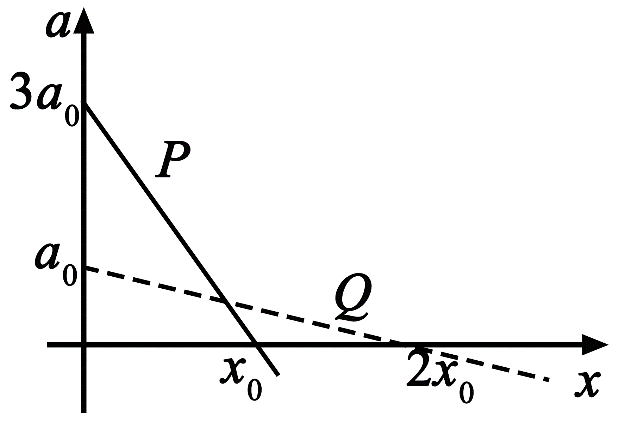 a
3a₀
P
a₀
Q
x₀
2x₀
x